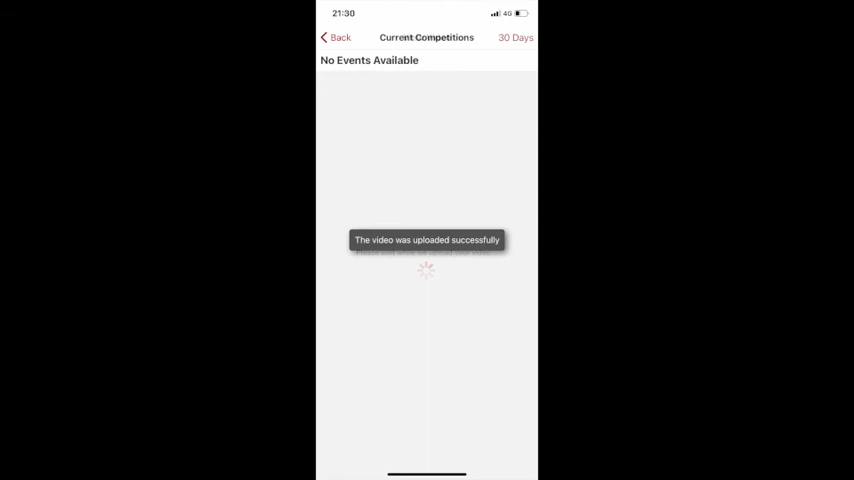 21:30
4G
Back
Current Competitions
30 Days
No Events Available
The video was uploaded successfully